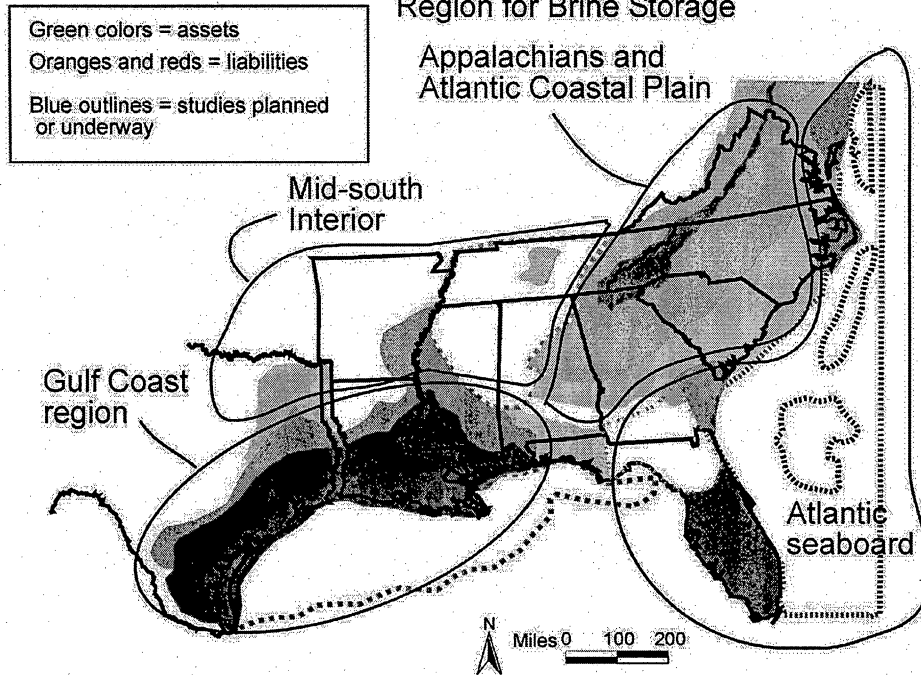 Region for Brine Storage
Green colors = assets
Oranges and reds = liabilities
Blue outlines = studies planned
or underway
Appalachians and
Atlantic Coastal Plain
Mid-south
Interior
Gulf Coast
region
Atlantic
seaboard
N
Miles 0 100 200